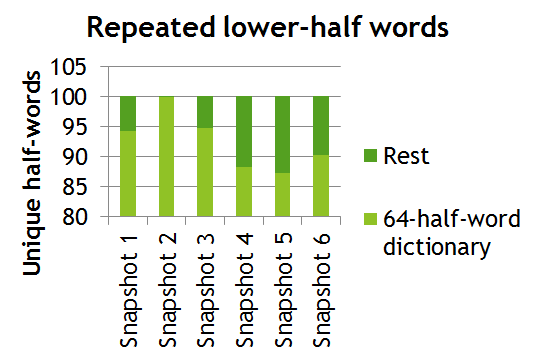 Repeated lower-half words
Unique half-words
105
100
95
90
85
80
Snapshot 1
Snapshot 2
Snapshot 3
Snapshot 4
Snapshot 5
Snapshot 6
Rest
64-half-word
dictionary